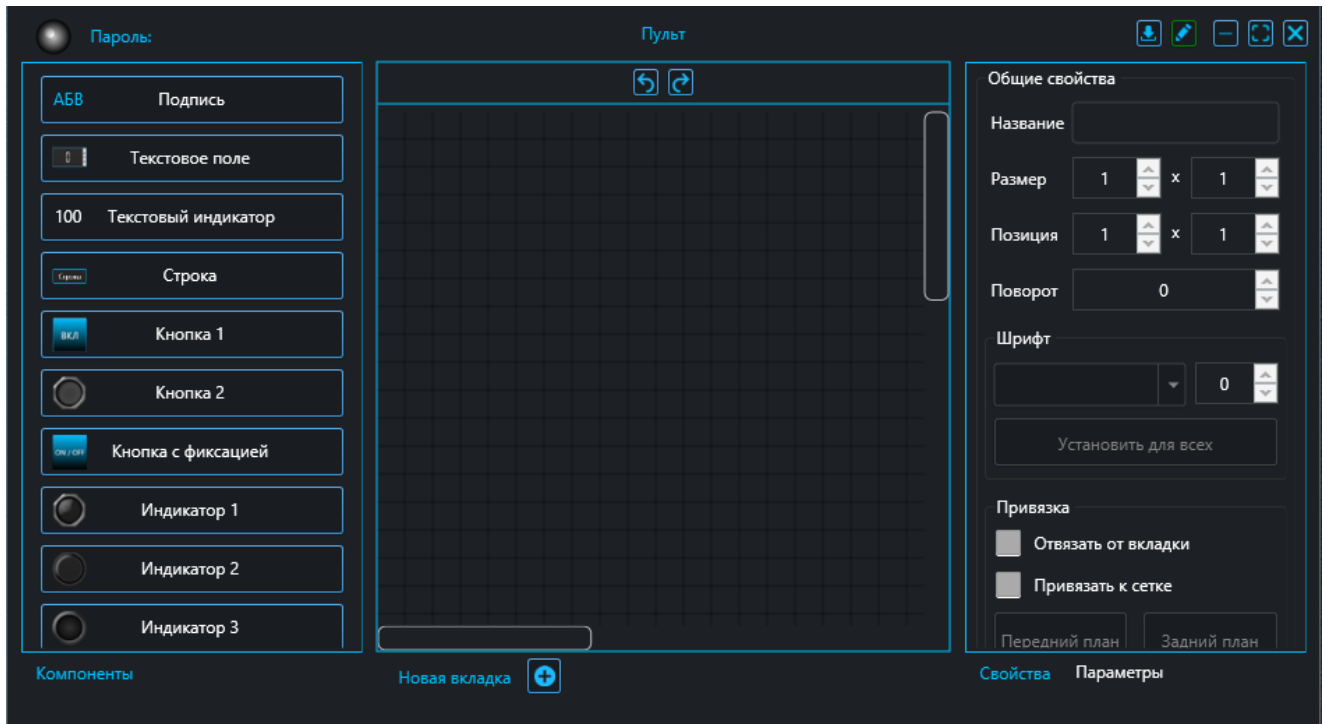 Пароль:
Пульт
АБВ Подпись
0 Текстовое поле
100 Текстовый индикатор
Строка
ВКЛ Кнопка 1
Кнопка 2
ON / OFF Кнопка с фиксацией
Индикатор 1
Индикатор 2
Индикатор 3
Компоненты
Новая вкладка
Общие свойства
Название
Размер 1 x 1
Позиция 1 x 1
Поворот 0
Шрифт
0
Установить для всех
Привязка
Отвязать от вкладки
Привязать к сетке
Передний план Задний план
Свойства Параметры